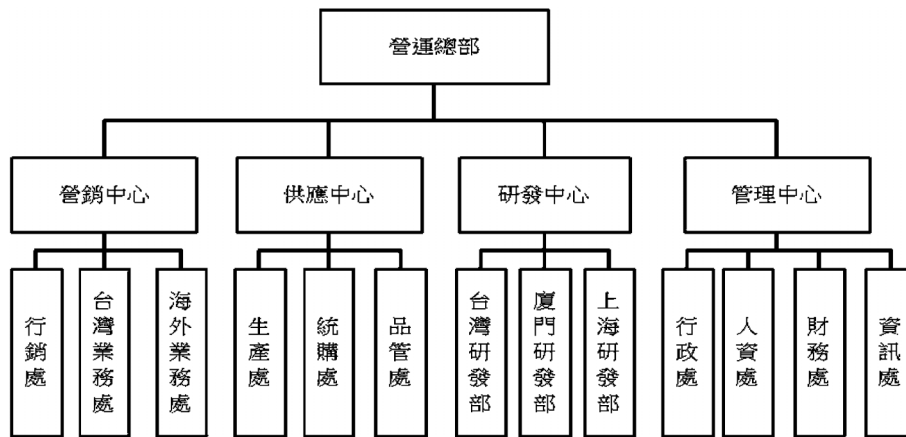 營運總部
營銷中心
供應中心
研發中心
管理中心
行銷處
台灣業務處
海外業務處
生產處
統購處
品管處
台灣研發部
廈門研發部
上海研發部
行政處
人資處
財務處
資訊處